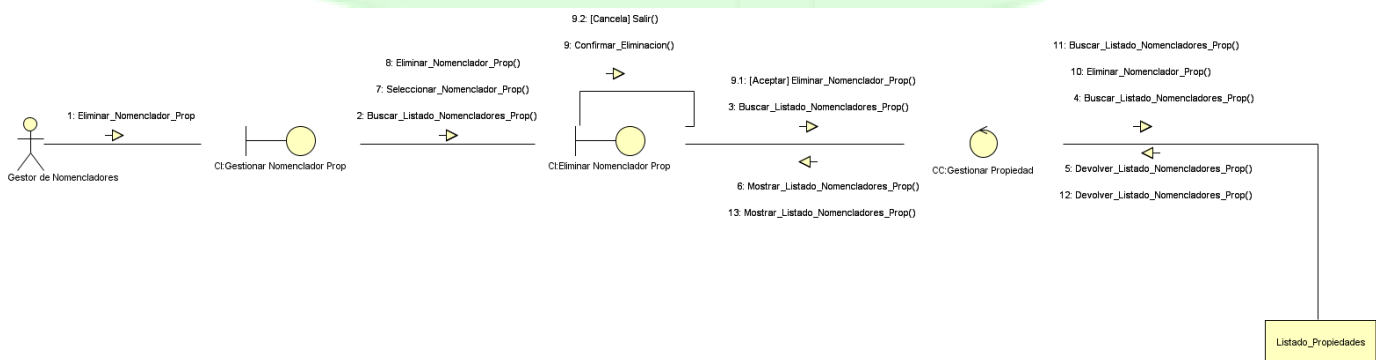 9.2: [Cancela] Salir()
9: Confirmar_Eliminacion()
11: Buscar_Listado_Nomencladores_Prop()
8: Eliminar_Nomenclador_Prop()
10: Eliminar_Nomenclador_Prop()
9.1: [Aceptar] Eliminar_Nomenclador_Prop()
7: Seleccionar_Nomenclador_Prop()
4: Buscar_Listado_Nomencladores_Prop()
3: Buscar_Listado_Nomencladores_Prop()
1: Eliminar_Nomenclador_Prop
2: Buscar_Listado_Nomencladores_Prop()
CI:Gestionar Nomenclador Prop
CI:Eliminar Nomenclador Prop
CC:Gestionar Propiedad
5: Devolver_Listado_Nomencladores_Prop()
Gestor de Nomencladores
6: Mostrar_Listado_Nomencladores_Prop()
12: Devolver_Listado_Nomencladores_Prop()
13: Mostrar_Listado_Nomencladores_Prop()
Listado_Propiedades